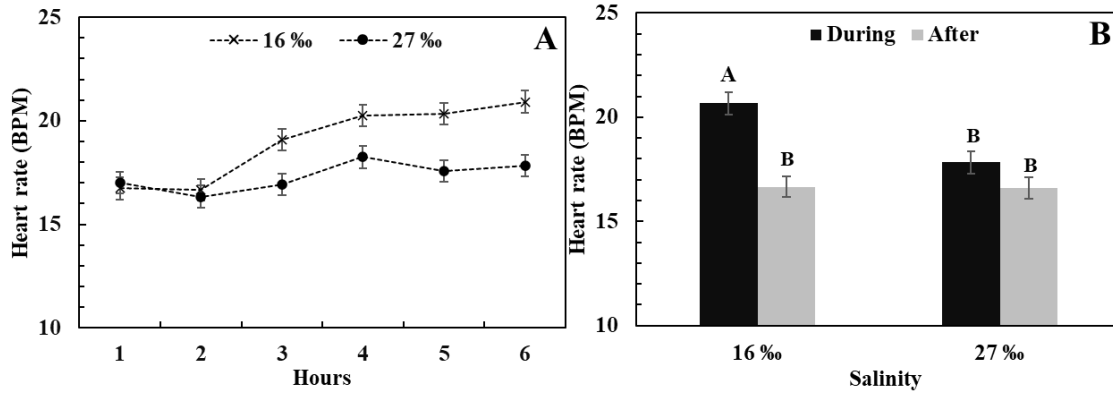 A
16 ‰ 27 ‰
25
20
15
10
Heart rate (BPM)
1 2 3 4 5 6
Hours
B
During After
25
20
15
10
Heart rate (BPM)
A
B
B
B
16 ‰ 27 ‰
Salinity